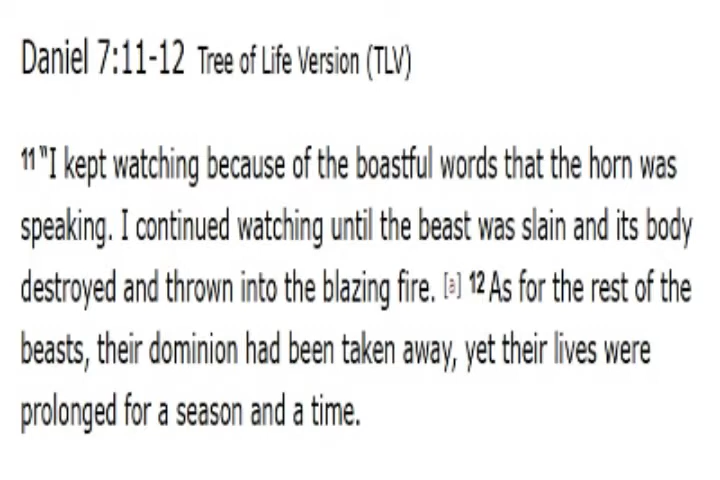 Daniel 7:11-12 Tree of Life Version (TLV)
11 "I kept watching because of the boastful words that the horn was
speaking. I continued watching until the beast was slain and its body
destroyed and thrown into the blazing fire. [a] 12 As for the rest of the
beasts, their dominion had been taken away, yet their lives were
prolonged for a season and a time.